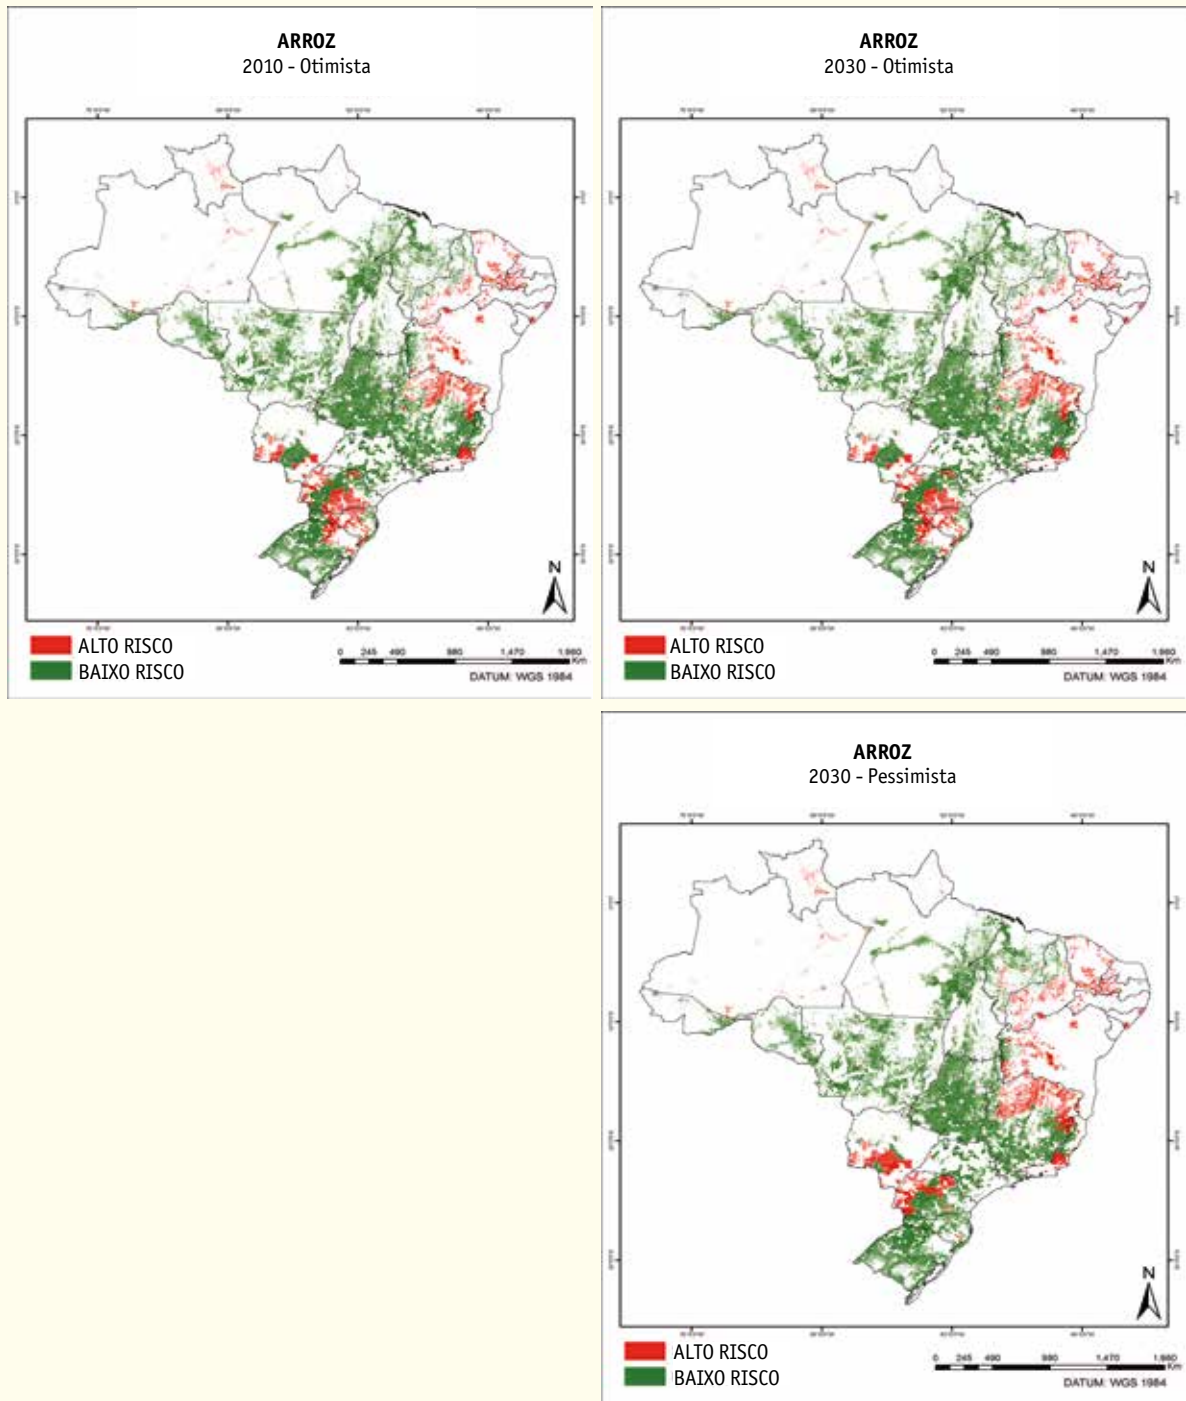 ARROZ
2010 - Otimista
N
ALTO RISCO
BAIXO RISCO
0 245 490 980 1,470 1,960
Km
DATUM: WGS 1984
ARROZ
2030 - Otimista
N
ALTO RISCO
BAIXO RISCO
0 245 490 980 1,470 1,960
Km
DATUM: WGS 1984
ARROZ
2030 - Pessimista
N
ALTO RISCO
BAIXO RISCO
0 245 490 980 1,470 1,960
Km
DATUM: WGS 1984